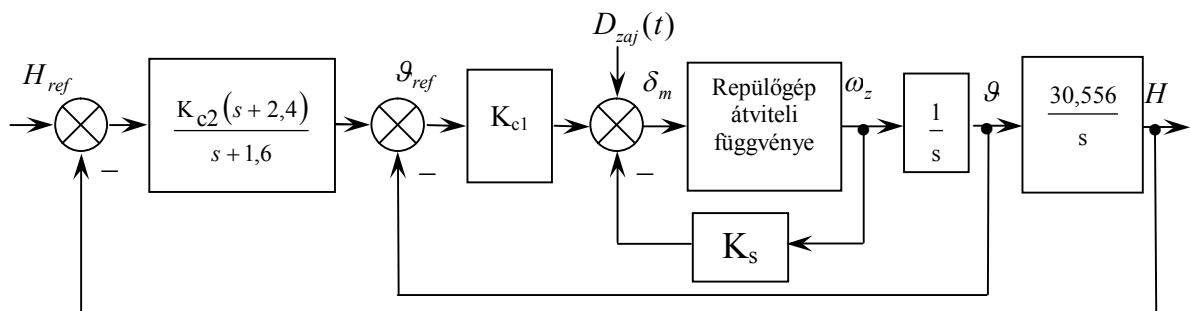 D_zaj(t)
H_ref
K_c2(s + 2,4)
s + 1,6
ϑ_ref
K_c1
δ_m
Repülőgép
átviteli
függvénye
ω_z
1
s
ϑ
30,556
s
H
−
−
−
K_s